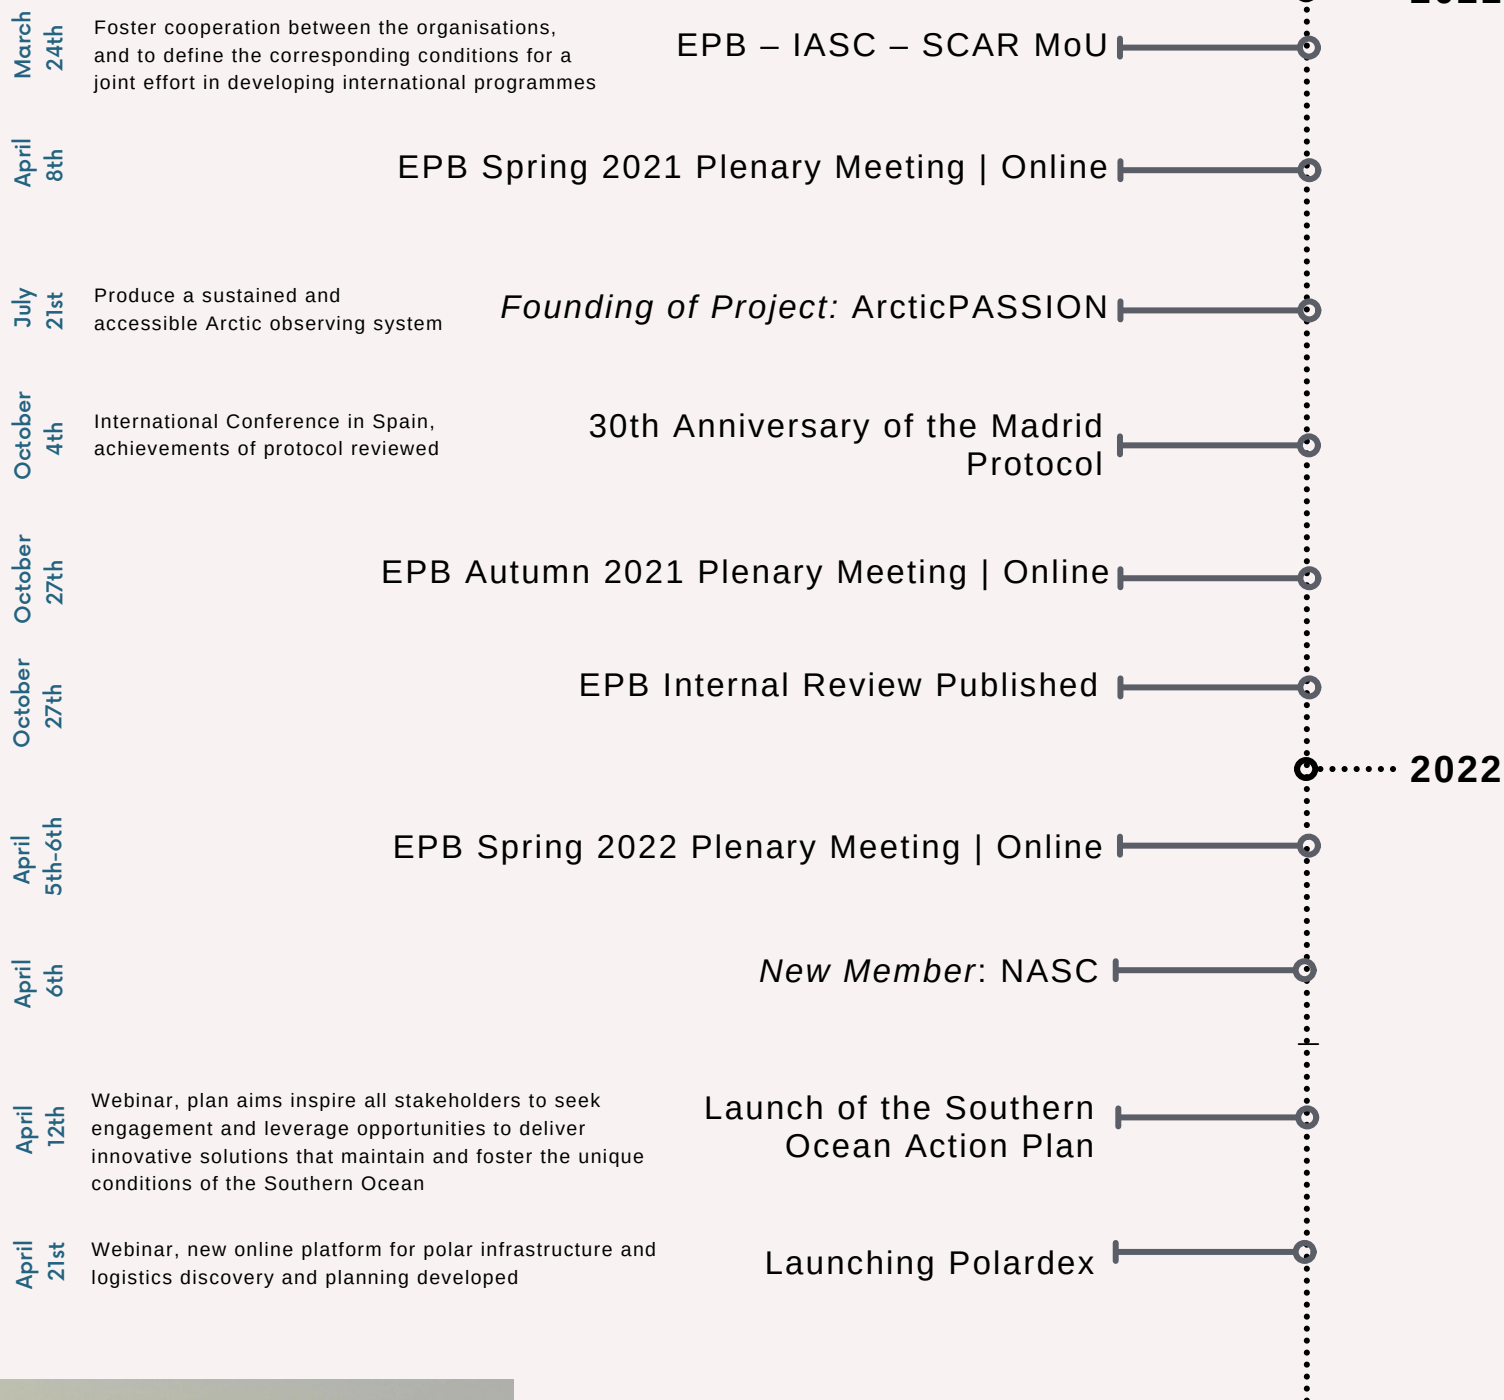 March
24th
Foster cooperation between the organisations,
and to define the corresponding conditions for a
joint effort in developing international programmes
EPB – IASC – SCAR MoU
April
8th
EPB Spring 2021 Plenary Meeting | Online
July
21st
Produce a sustained and
accessible Arctic observing system
Founding of Project: ArcticPASSION
October
4th
International Conference in Spain,
achievements of protocol reviewed
30th Anniversary of the Madrid
Protocol
October
27th
EPB Autumn 2021 Plenary Meeting | Online
October
27th
EPB Internal Review Published
2022
April
5th-6th
EPB Spring 2022 Plenary Meeting | Online
April
6th
New Member: NASC
April
12th
Webinar, plan aims inspire all stakeholders to seek
engagement and leverage opportunities to deliver
innovative solutions that maintain and foster the unique
conditions of the Southern Ocean
Launch of the Southern
Ocean Action Plan
April
21st
Webinar, new online platform for polar infrastructure and
logistics discovery and planning developed
Launching Polardex